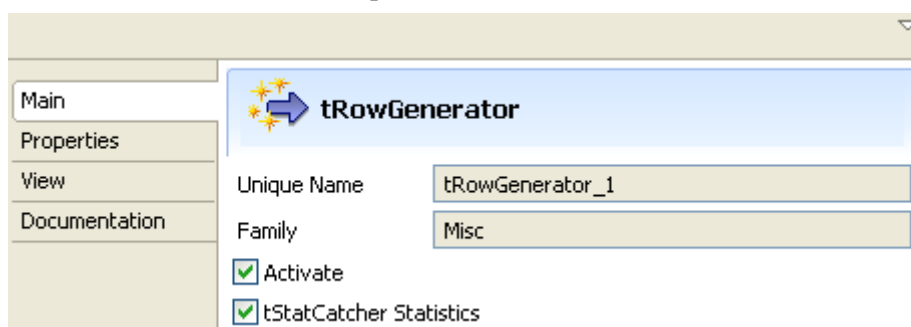 Main
Properties
View
Documentation
tRowGenerator
Unique Name tRowGenerator_1
Family Misc
Activate
tStatCatcher Statistics